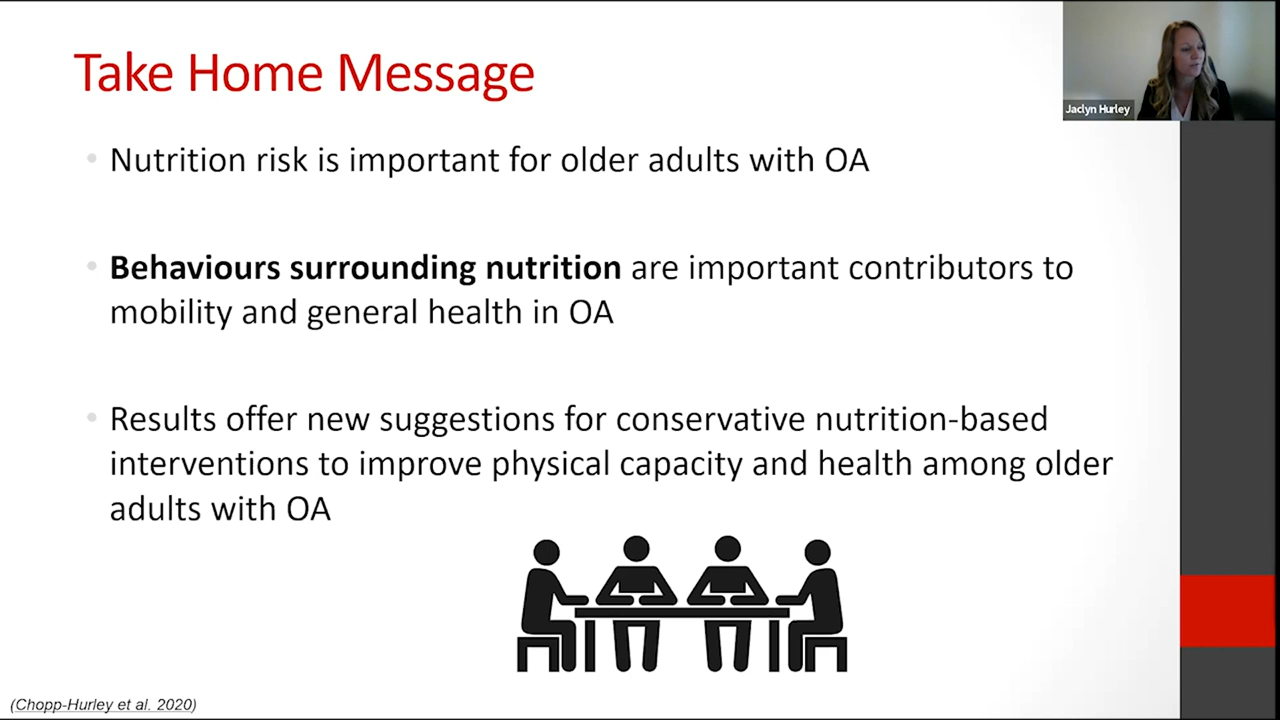 Take Home Message
Jaclyn Hurley
• Nutrition risk is important for older adults with OA
• Behaviours surrounding nutrition are important contributors to
mobility and general health in OA
• Results offer new suggestions for conservative nutrition-based
interventions to improve physical capacity and health among older
adults with OA
(Chopp-Hurley et al. 2020)